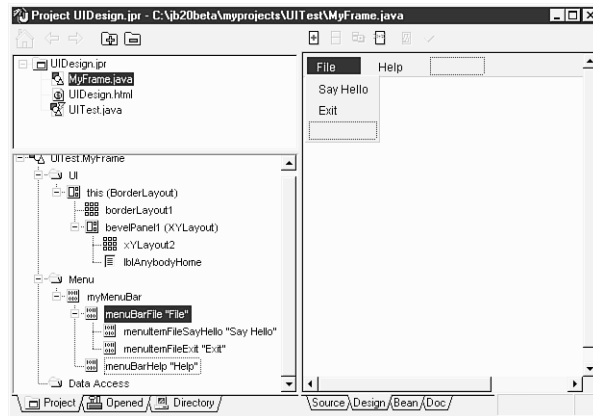 Project UIDesign.jpr - C:\jb20beta\myprojects\UITest\MyFrame.java
UIDesign.jpr
MyFrame.java
UIDesign.html
UITest.java
UITest.MyFrame
UI
this (BorderLayout)
borderLayout1
bevelPanel1 (XYLayout)
xYLayout2
lblAnybodyHome
Menu
myMenuBar
menuBarFile "File"
menuItemFileSayHello "Say Hello"
menuItemFileExit "Exit"
menuBarHelp "Help"
Data Access
Project Opened Directory
File Help
Say Hello
Exit
Source Design Bean Doc